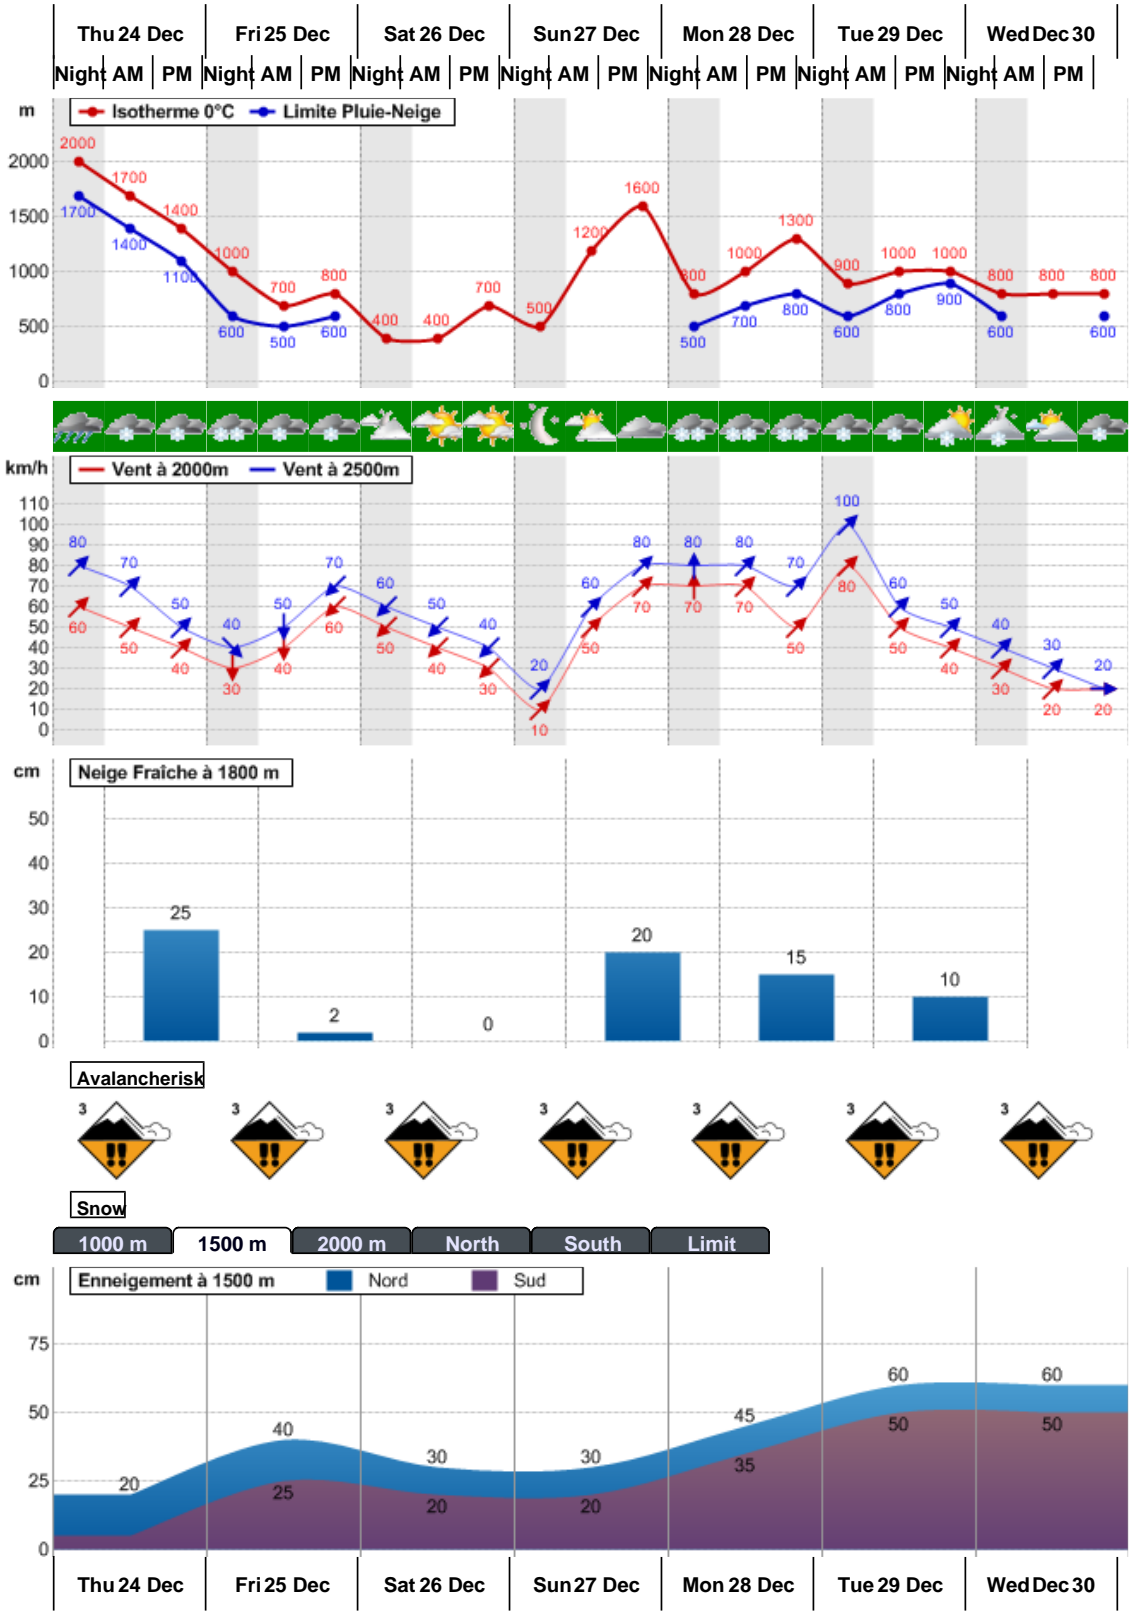 Thu 24 Dec Fri 25 Dec Sat 26 Dec Sun 27 Dec Mon 28 Dec Tue 29 Dec Wed Dec 30
Night AM PM Night AM PM Night AM PM Night AM PM Night AM PM Night AM PM Night AM PM
m Isotherme 0°C Limite Pluie-Neige
2000 1700 1400 1000 700 800 400 400 700 500 1200 1600 800 1000 1300 900 1000 1000 800 800 800
1700 1400 1100 600 500 600 500 700 800 600 800 900 600 600
2000
1500
1000
500
0
km/h Vent à 2000m Vent à 2500m
80 70 50 40 50 70 60 50 40 20 60 80 80 80 70 100 60 50 40 30 20
60 50 40 30 40 60 50 40 30 10 50 70 70 70 50 80 50 40 30 20 20
110
100
90
80
70
60
50
40
30
20
10
0
cm Neige Fraîche à 1800 m
50
40
30
20
10
0
25 2 0 20 15 10
Avalancherisk
3 3 3 3 3 3 3
Snow
1000 m 1500 m 2000 m North South Limit
cm Enneigement à 1500 m Nord Sud
75
50
25
0
20 40 30 30 45 60 60
25 20 20 35 50 50
Thu 24 Dec Fri 25 Dec Sat 26 Dec Sun 27 Dec Mon 28 Dec Tue 29 Dec Wed Dec 30